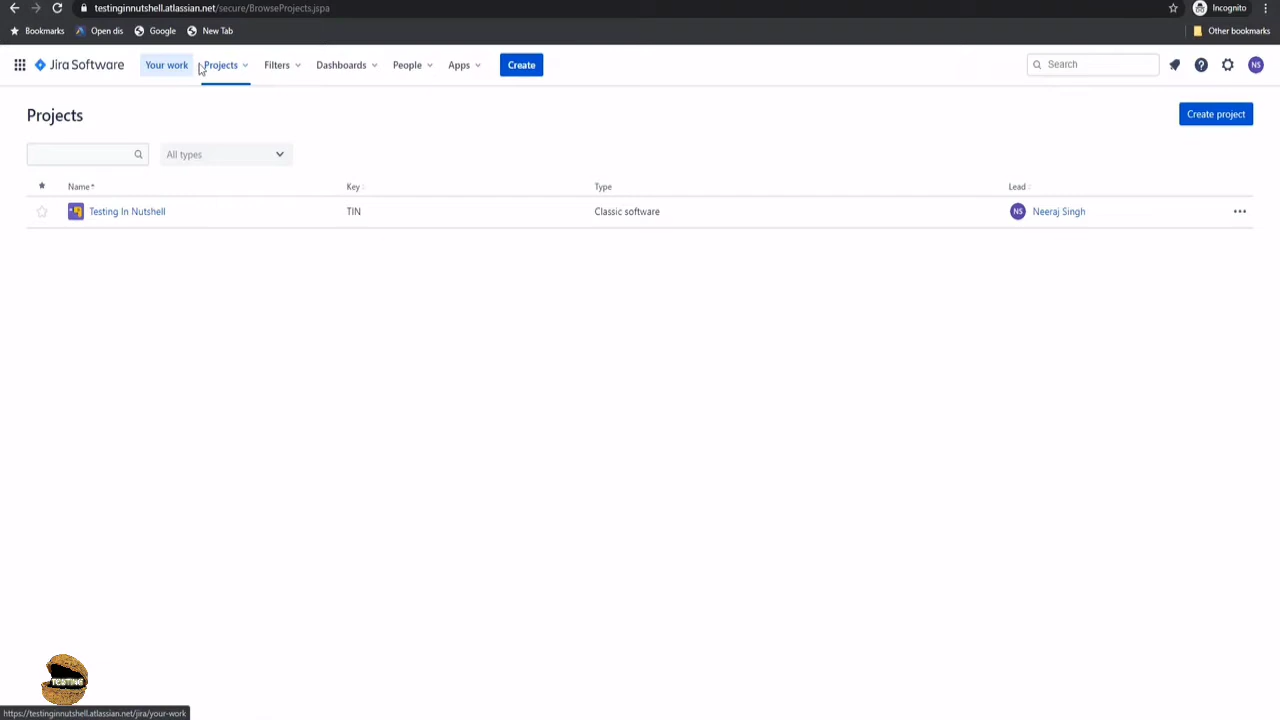 testinginnutshell.atlassian.net/secure/BrowseProjects.jspa
Incognito
Bookmarks
Open dis
Google
New Tab
Other bookmarks
Jira Software
Your work
Projects
Filters
Dashboards
People
Apps
Create
Search
NS
Projects
Create project
All types
Name
Key
Type
Lead
Testing In Nutshell
TIN
Classic software
NS
Neeraj Singh
TESTING
https://testinginnutshell.atlassian.net/jira/your-work